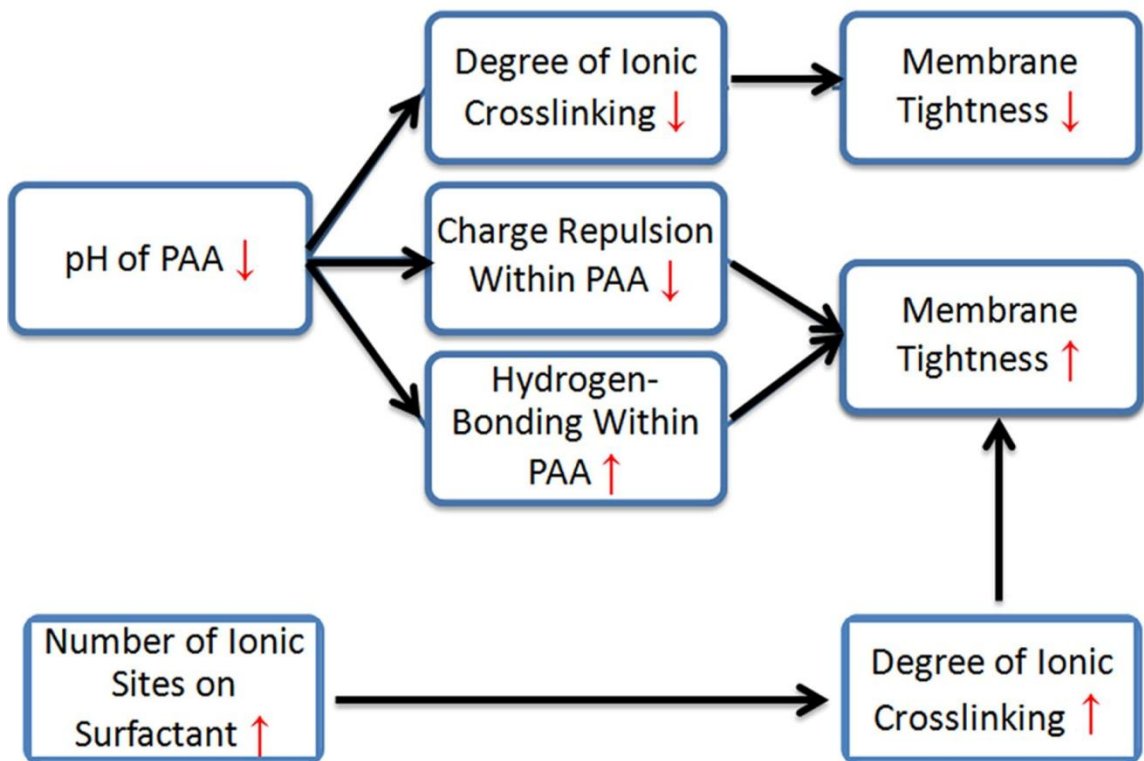 Degree of Ionic
Crosslinking ↓
Membrane
Tightness ↓
pH of PAA ↓
Charge Repulsion
Within PAA ↓
Membrane
Tightness ↑
Hydrogen-
Bonding Within
PAA ↑
Number of Ionic
Sites on
Surfactant ↑
Degree of Ionic
Crosslinking ↑